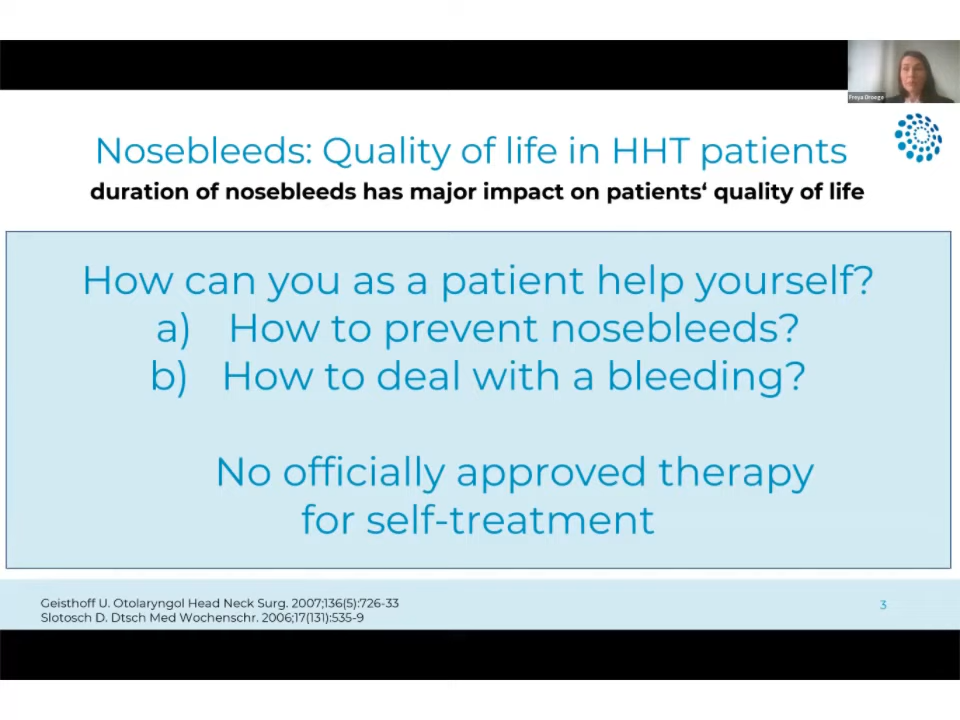 Freya Droege
Nosebleeds: Quality of life in HHT patients
duration of nosebleeds has major impact on patients‘ quality of life
How can you as a patient help yourself?
a) How to prevent nosebleeds?
b) How to deal with a bleeding?
No officially approved therapy
for self-treatment
Geisthoff U. Otolaryngol Head Neck Surg. 2007;136(5):726-33
Slotosch D. Dtsch Med Wochenschr. 2006;17(131):535-9
3